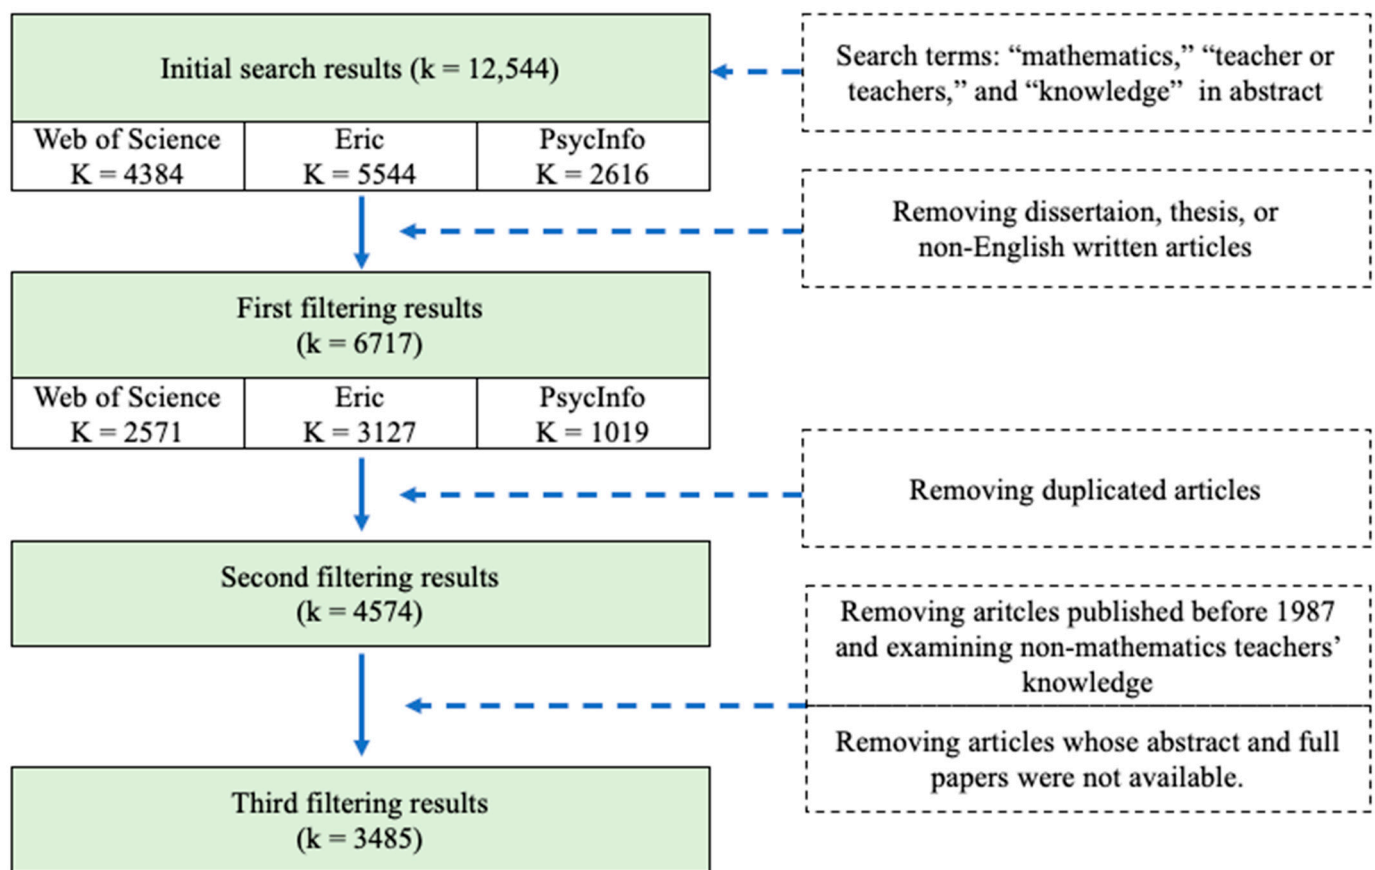 Initial search results (k = 12,544)
Search terms: “mathematics,” “teacher or
teachers,” and “knowledge” in abstract
Web of Science
K = 4384
Eric
K = 5544
PsycInfo
K = 2616
Removing dissertaion, thesis, or
non-English written articles
First filtering results
(k = 6717)
Web of Science
K = 2571
Eric
K = 3127
PsycInfo
K = 1019
Removing duplicated articles
Second filtering results
(k = 4574)
Removing aritcles published before 1987
and examining non-mathematics teachers’
knowledge
Removing articles whose abstract and full
papers were not available.
Third filtering results
(k = 3485)